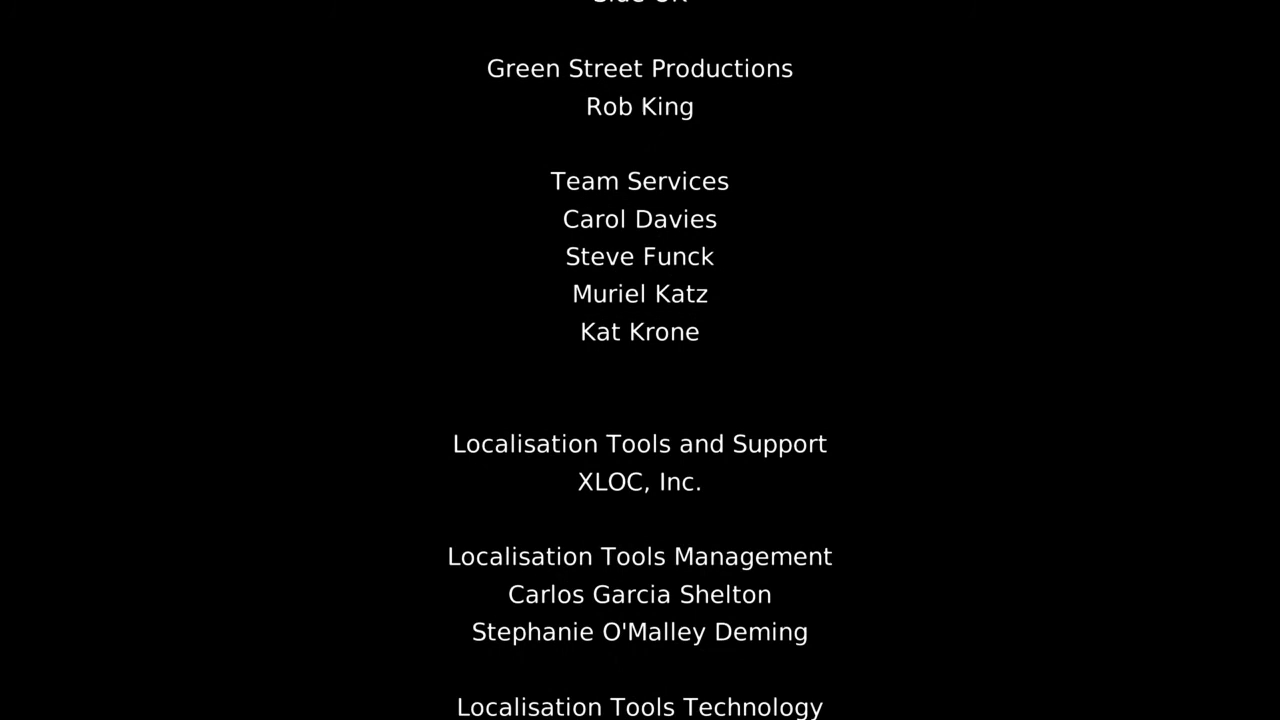 Green Street Productions
Rob King
Team Services
Carol Davies
Steve Funck
Muriel Katz
Kat Krone
Localisation Tools and Support
XLOC, Inc.
Localisation Tools Management
Carlos Garcia Shelton
Stephanie O'Malley Deming
Localisation Tools Technology